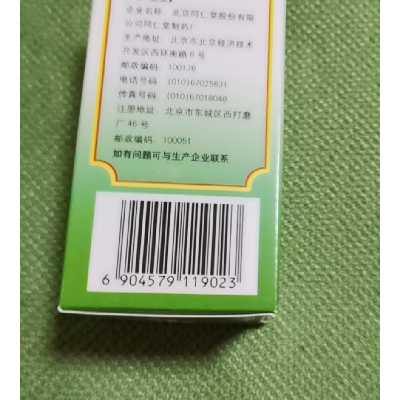 企业名称: 北京同仁堂股份有限
公司同仁堂制药厂
生产地址: 北京市北京经济技术
开发区西环南路8号
邮政编码: 100176
电话号码: (010)67025631
传真号码: (010)67018048
注册地址: 北京市东城区西打磨
厂46号
邮政编码: 100051
如有问题可与生产企业联系
6 904579 119023